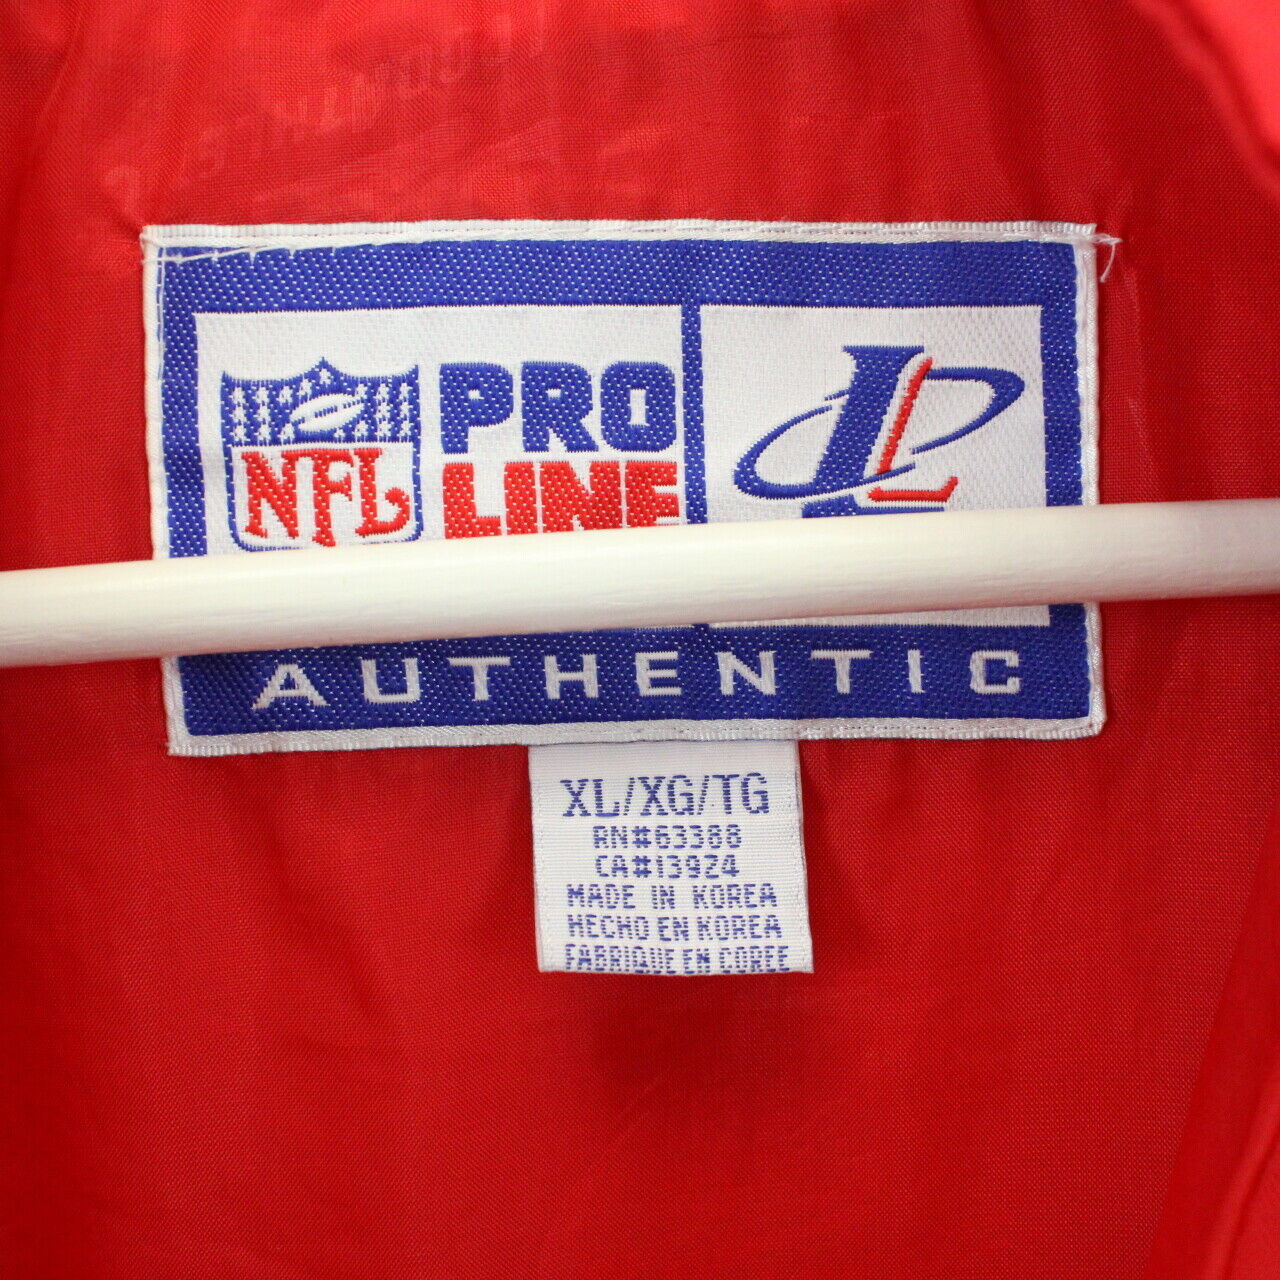 NFL
PRO
LINE
L
AUTHENTIC
XL/XG/TG
RN#63388
CA#13924
MADE IN KOREA
HECHO EN KOREA
FABRIQUE EN COREE